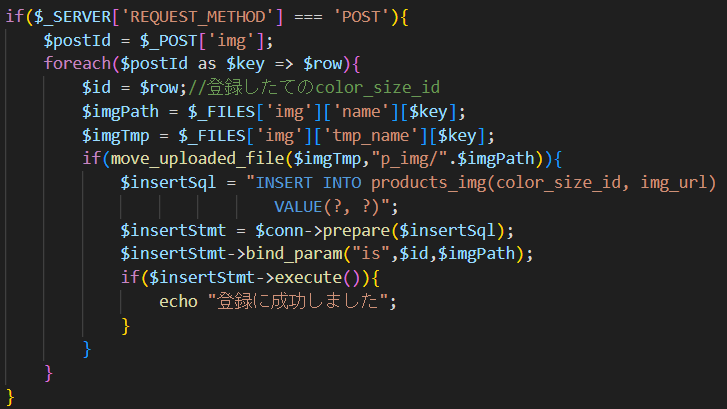 if($_SERVER['REQUEST_METHOD'] === 'POST'){
$postId = $_POST['img'];
foreach($postId as $key => $row){
$id = $row;//登録したてのcolor_size_id
$imgPath = $_FILES['img']['name'][$key];
$imgTmp = $_FILES['img']['tmp_name'][$key];
if(move_uploaded_file($imgTmp,"p_img/".$imgPath)){
$insertSql = "INSERT INTO products_img(color_size_id, img_url)
VALUE(?, ?)";
$insertStmt = $conn->prepare($insertSql);
$insertStmt->bind_param("is",$id,$imgPath);
if($insertStmt->execute()){
echo "登録に成功しました";
}
}
}
}